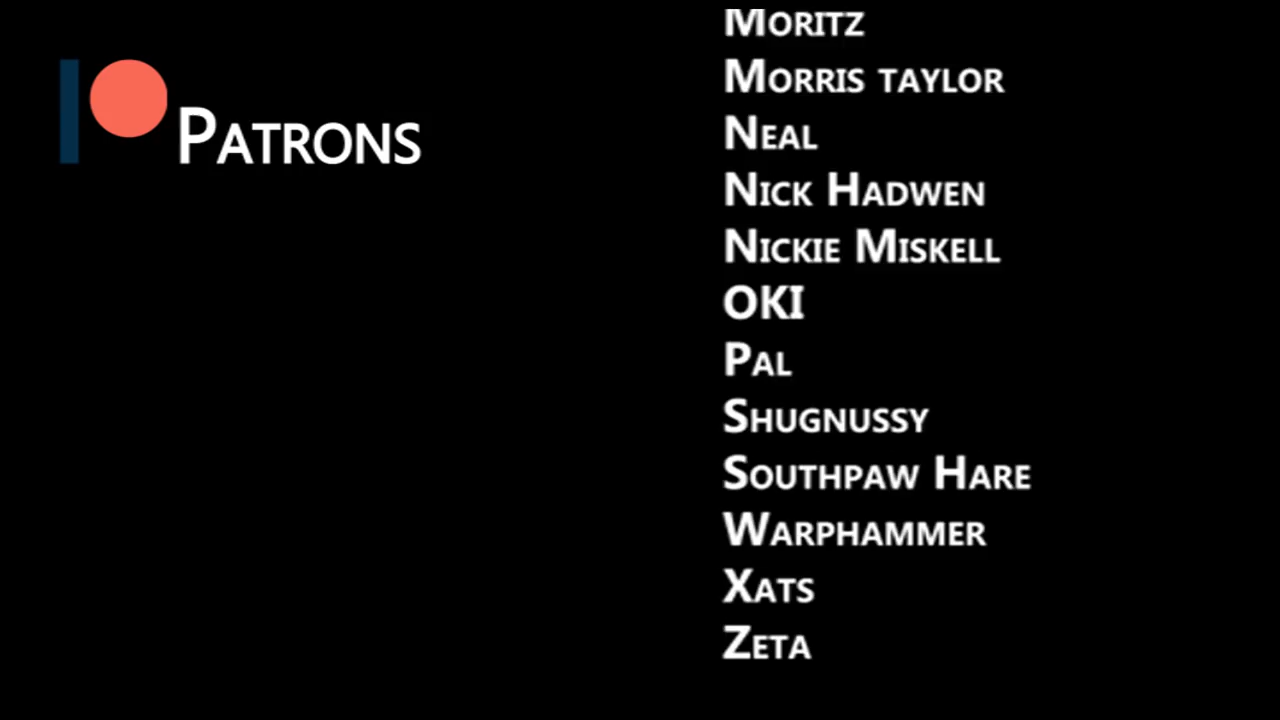 Patrons
Moritz
Morris taylor
Neal
Nick Hadwen
Nickie Miskell
OKI
Pal
Shugnussy
Southpaw Hare
Warphammer
Xats
Zeta